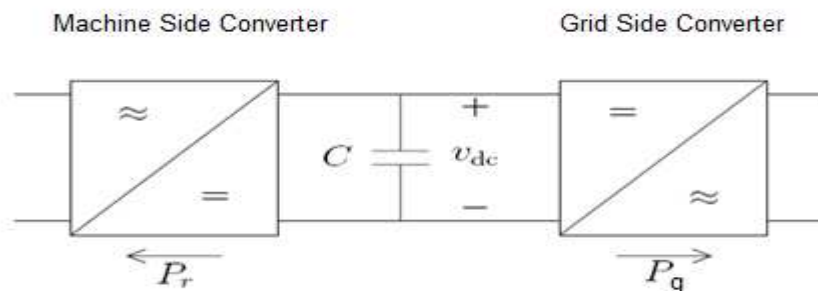 Machine Side Converter Grid Side Converter
≈ = + =
C v_dc
= − ≈
P_r P_g